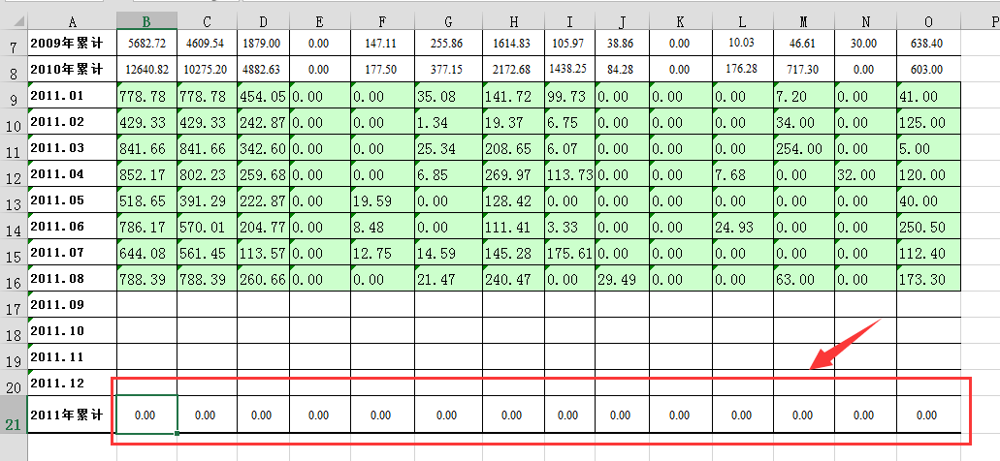 A B C D E F G H I J K L M N O P
7 2009年累计 5682.72 4609.54 1879.00 0.00 147.11 255.86 1614.83 105.97 38.86 0.00 10.03 46.61 30.00 638.40
8 2010年累计 12640.82 10275.20 4882.63 0.00 177.50 377.15 2172.68 1438.25 84.28 0.00 176.28 717.30 0.00 603.00
9 2011.01 778.78 778.78 454.05 0.00 0.00 35.08 141.72 99.73 0.00 0.00 0.00 7.20 0.00 41.00
10 2011.02 429.33 429.33 242.87 0.00 0.00 1.34 19.37 6.75 0.00 0.00 0.00 34.00 0.00 125.00
11 2011.03 841.66 841.66 342.60 0.00 0.00 25.34 208.65 6.07 0.00 0.00 0.00 254.00 0.00 5.00
12 2011.04 852.17 802.23 259.68 0.00 0.00 6.85 269.97 113.73 0.00 0.00 7.68 0.00 32.00 120.00
13 2011.05 518.65 391.29 222.87 0.00 19.59 0.00 128.42 0.00 0.00 0.00 0.00 0.00 0.00 40.00
14 2011.06 786.17 570.01 204.77 0.00 8.48 0.00 111.41 3.33 0.00 0.00 24.93 0.00 0.00 250.50
15 2011.07 644.08 561.45 113.57 0.00 12.75 14.59 145.28 175.61 0.00 0.00 0.00 0.00 0.00 112.40
16 2011.08 788.39 788.39 260.66 0.00 0.00 21.47 240.47 0.00 29.49 0.00 0.00 63.00 0.00 173.30
17 2011.09
18 2011.10
19 2011.11
20 2011.12
21 2011年累计 0.00 0.00 0.00 0.00 0.00 0.00 0.00 0.00 0.00 0.00 0.00 0.00 0.00 0.00